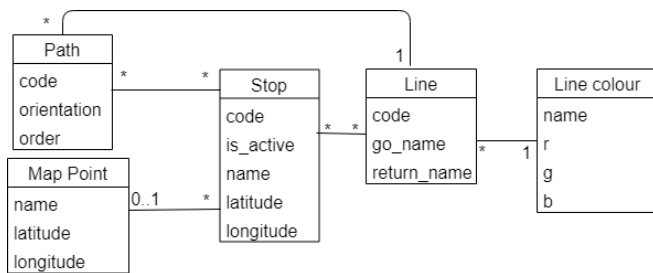 *
1
Path
code
orientation
order
*
*
Stop
code
is_active
name
latitude
longitude
*
*
Line
code
go_name
return_name
*
1
Line colour
name
r
g
b
Map Point
name
latitude
longitude
0..1
*